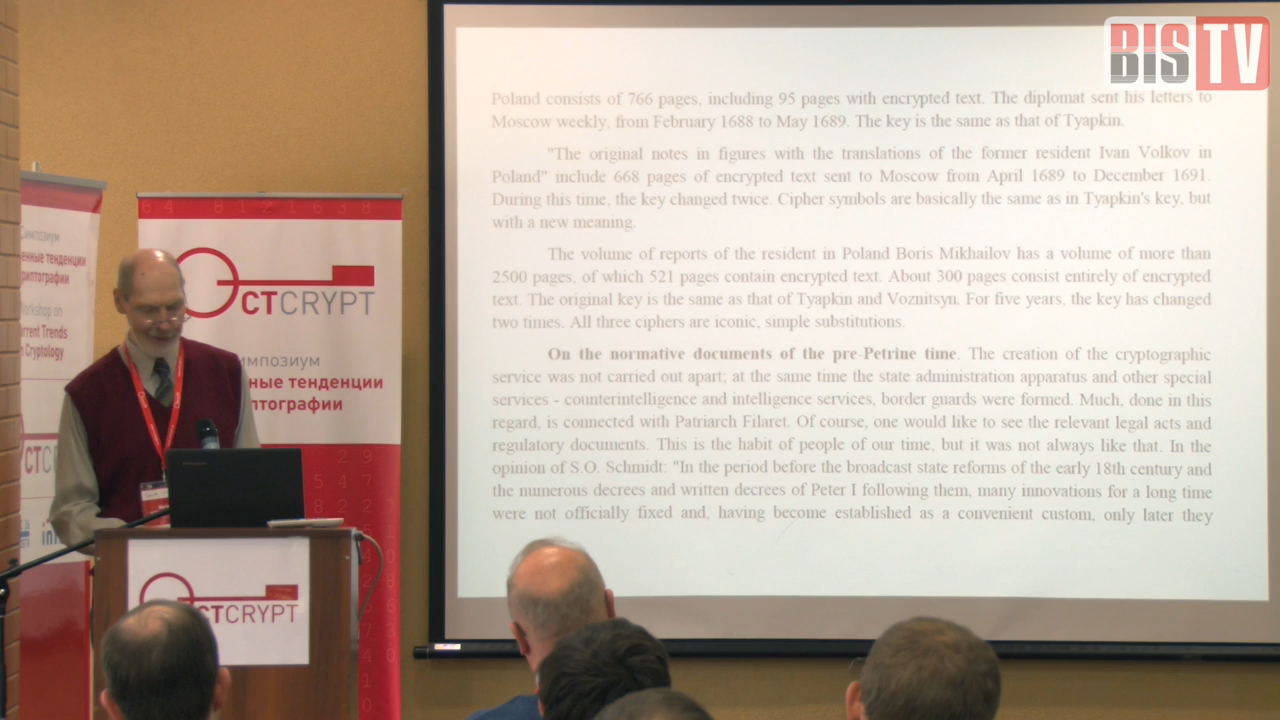 BIS TV
Poland consists of 766 pages, including 95 pages with encrypted text. The diplomat sent his letters to
Moscow weekly, from February 1688 to May 1689. The key is the same as that of Tyapkin.
"The original notes in figures with the translations of the former resident Ivan Volkov in
Poland" include 668 pages of encrypted text sent to Moscow from April 1689 to December 1691.
During this time, the key changed twice. Cipher symbols are basically the same as in Tyapkin's key, but
with a new meaning.
The volume of reports of the resident in Poland Boris Mikhailov has a volume of more than
2500 pages, of which 521 pages contain encrypted text. About 300 pages consist entirely of encrypted
text. The original key is the same as that of Tyapkin and Voznitsyn. For five years, the key has changed
two times. All three ciphers are iconic, simple substitutions.
On the normative documents of the pre-Petrine time. The creation of the cryptographic
service was not carried out apart; at the same time the state administration apparatus and other special
services - counterintelligence and intelligence services, border guards were formed. Much, done in this
regard, is connected with Patriarch Filaret. Of course, one would like to see the relevant legal acts and
regulatory documents. This is the habit of people of our time, but it was not always like that. In the
opinion of S.O. Schmidt: "In the period before the broadcast state reforms of the early 18th century and
the numerous decrees and written decrees of Peter I following them, many innovations for a long time
were not officially fixed and, having become established as a convenient custom, only later they
64 8121638
CTCRYPT
импозиум
ные тенденции
птографии
Симпозиум
енные тенденции
риптографии
Workshop on
rrent Trends
Cryptology
CTC
CTCRYPT